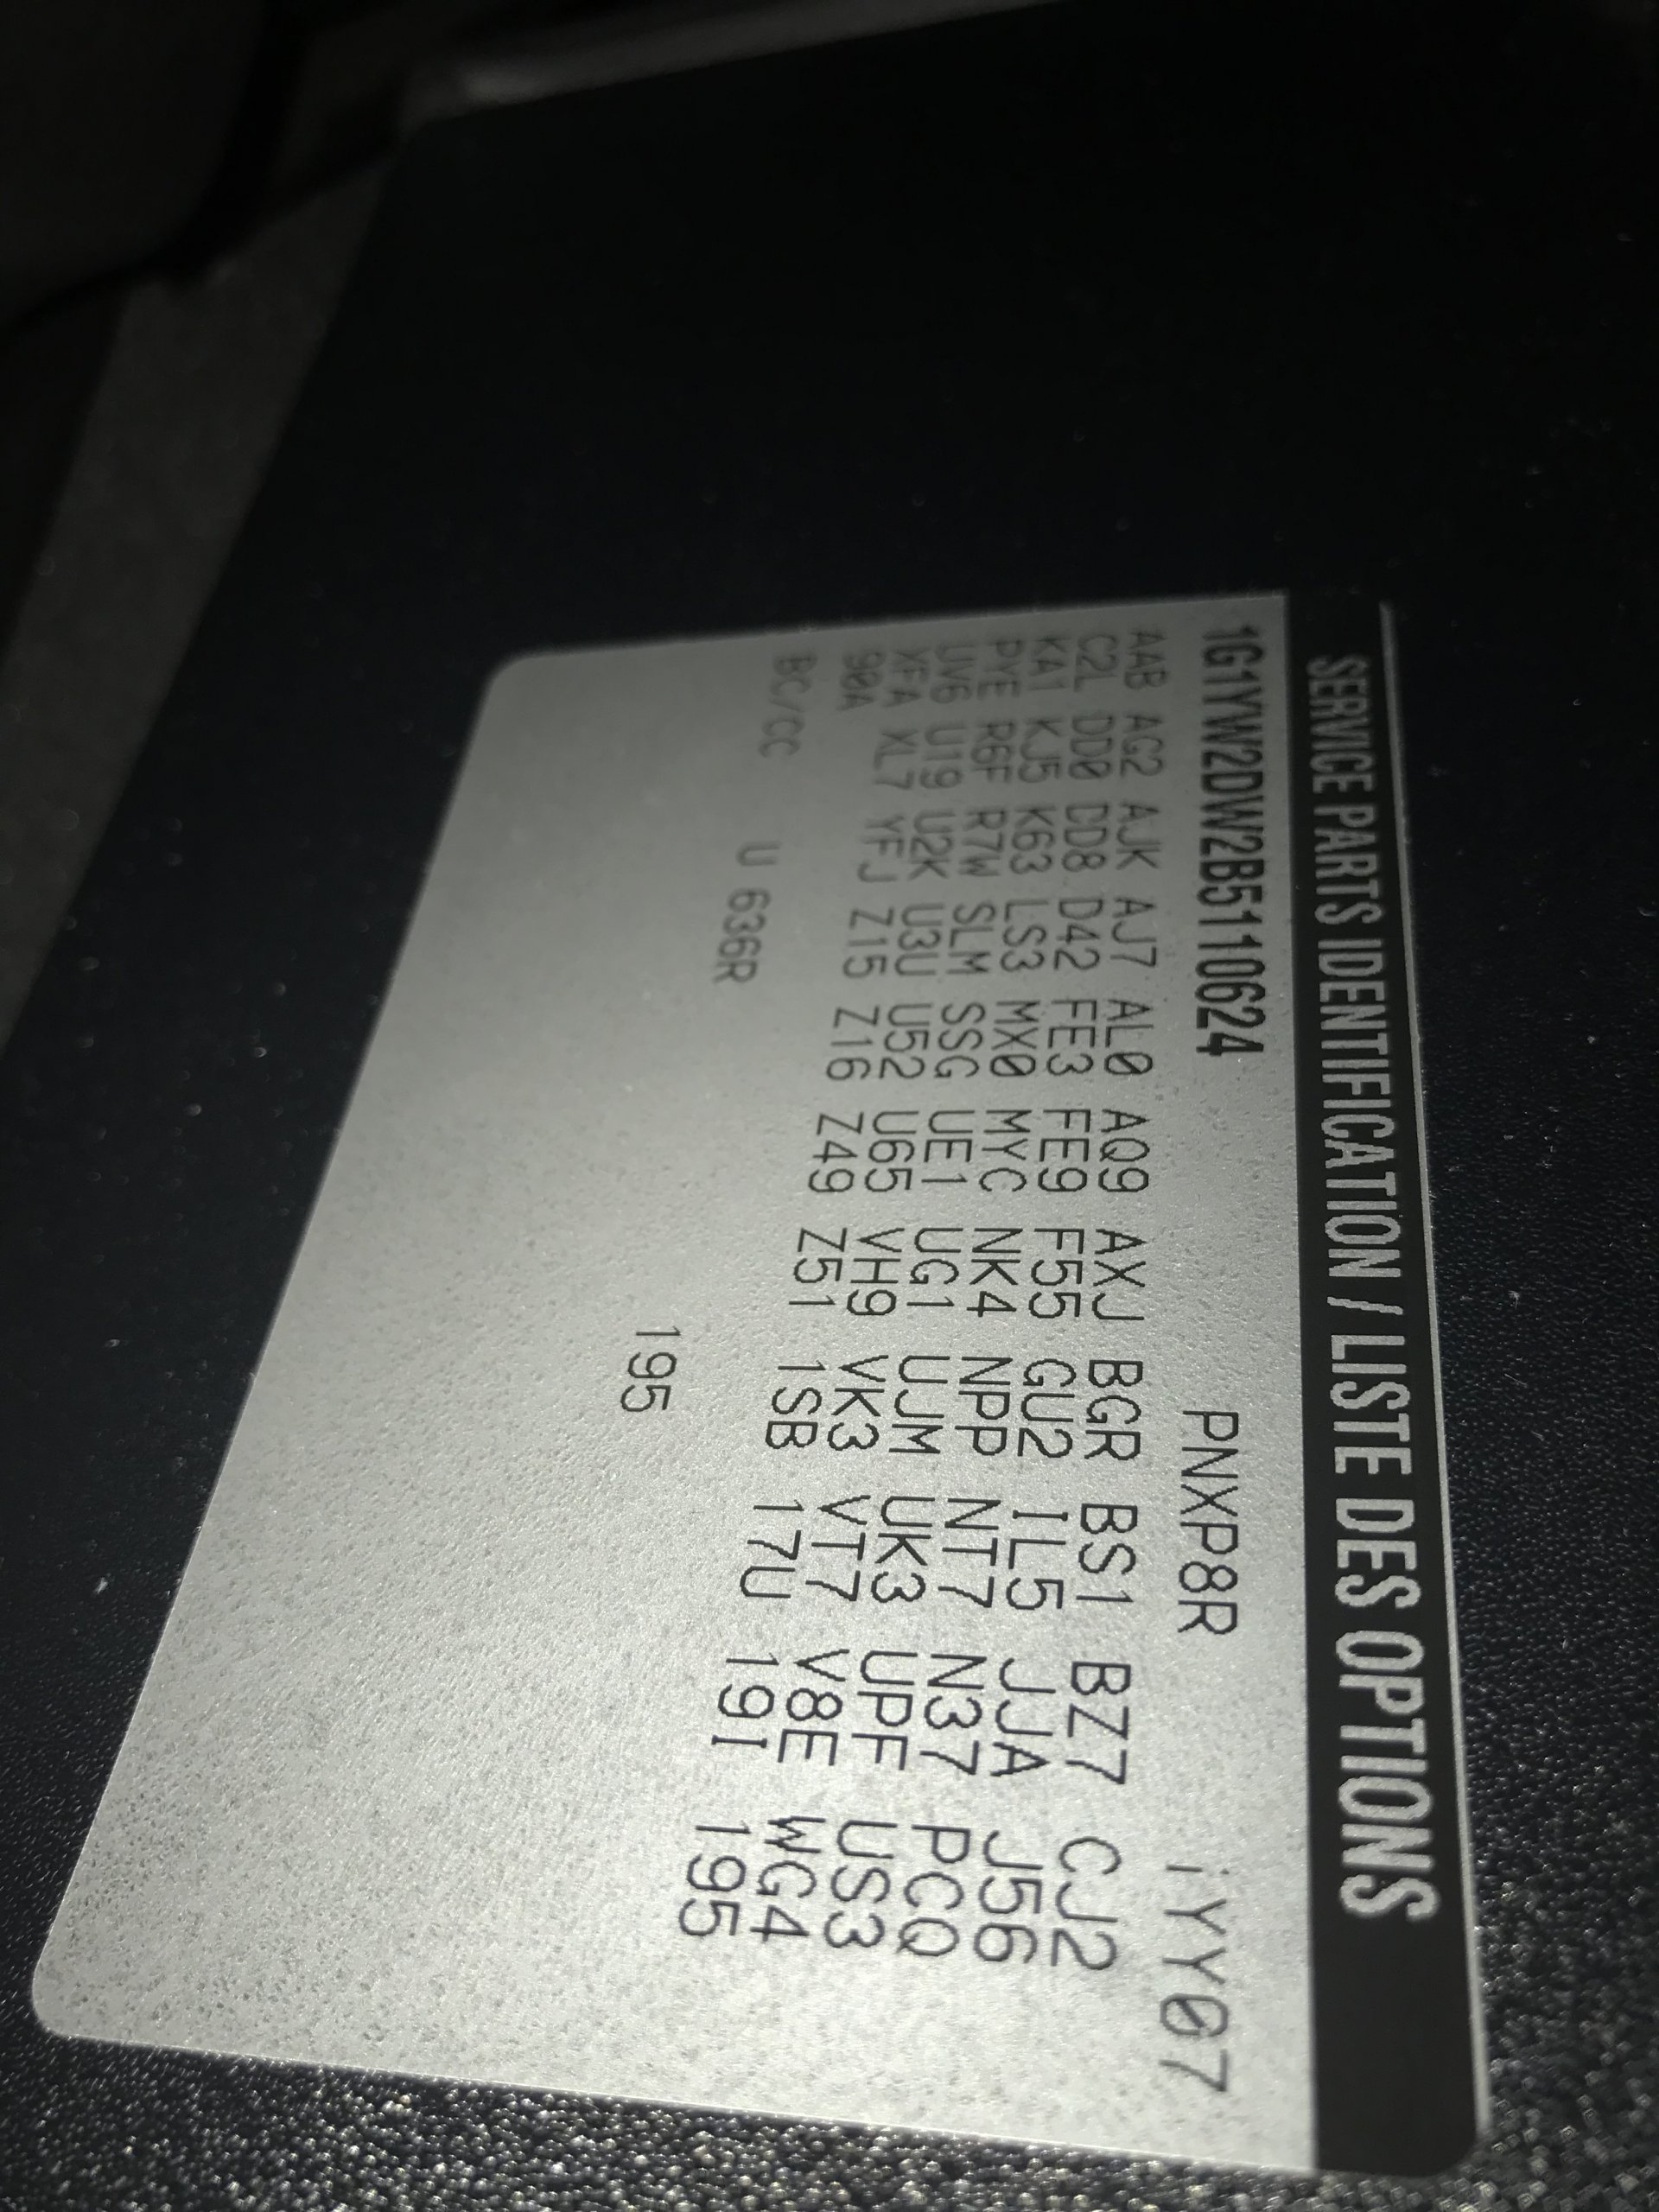 SERVICE PARTS IDENTIFICATION / LISTE DES OPTIONS
1G1YW2DW2B5110624 PNXP8R iYY07
AAB AG2 AJK AJ7 AL0 AQ9 AXJ BGR BS1 BZ7 CJ2
C2L DD0 DD8 D42 FE3 FE9 F55 GU2 IL5 JJA J56
KA1 KJ5 K63 LS3 MX0 MYC NK4 NPP NT7 N37 PCQ
PYE R6F R7W SLM SSG UE1 UG1 UJM UK3 UPF US3
UV6 U19 U2K U3U U52 U65 VH9 VK3 VT7 V8E WG4
XFA XL7 YFJ Z15 Z16 Z49 Z51 1SB 17U 19I 195
90A
BC/CC U 636R 195